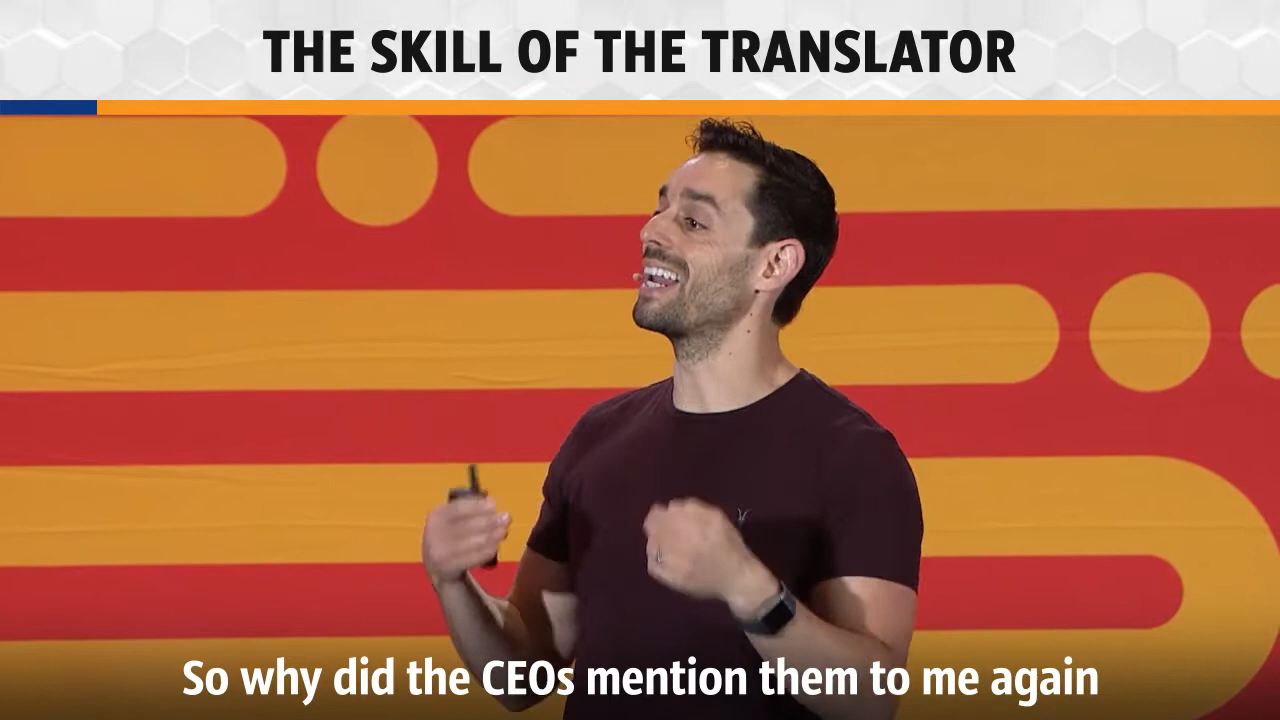 THE SKILL OF THE TRANSLATOR
So why did the CEOs mention them to me again